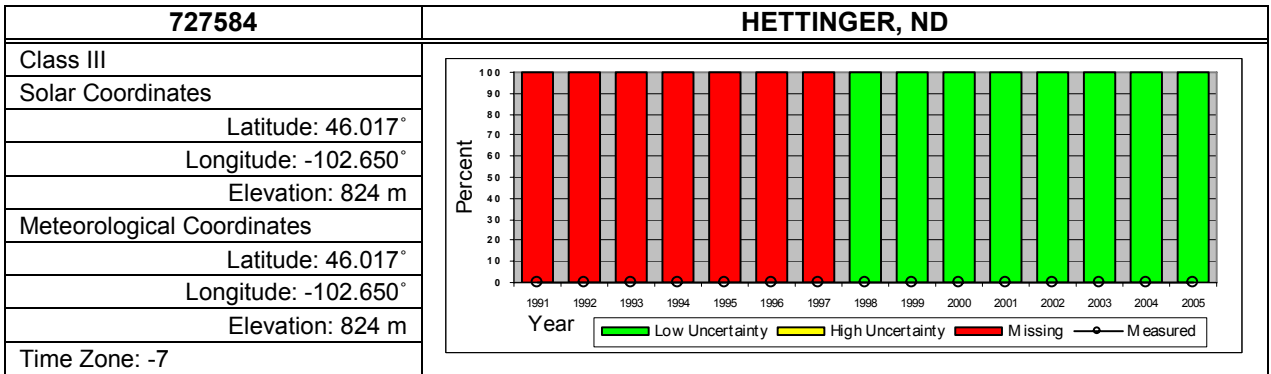 727584
HETTINGER, ND
Class III
Solar Coordinates
Latitude: 46.017˚
Longitude: -102.650˚
Elevation: 824 m
Meteorological Coordinates
Latitude: 46.017˚
Longitude: -102.650˚
Elevation: 824 m
Time Zone: -7
Percent
100
90
80
70
60
50
40
30
20
10
0
1991 1992 1993 1994 1995 1996 1997 1998 1999 2000 2001 2002 2003 2004 2005
Year
Low Uncertainty High Uncertainty Missing Measured